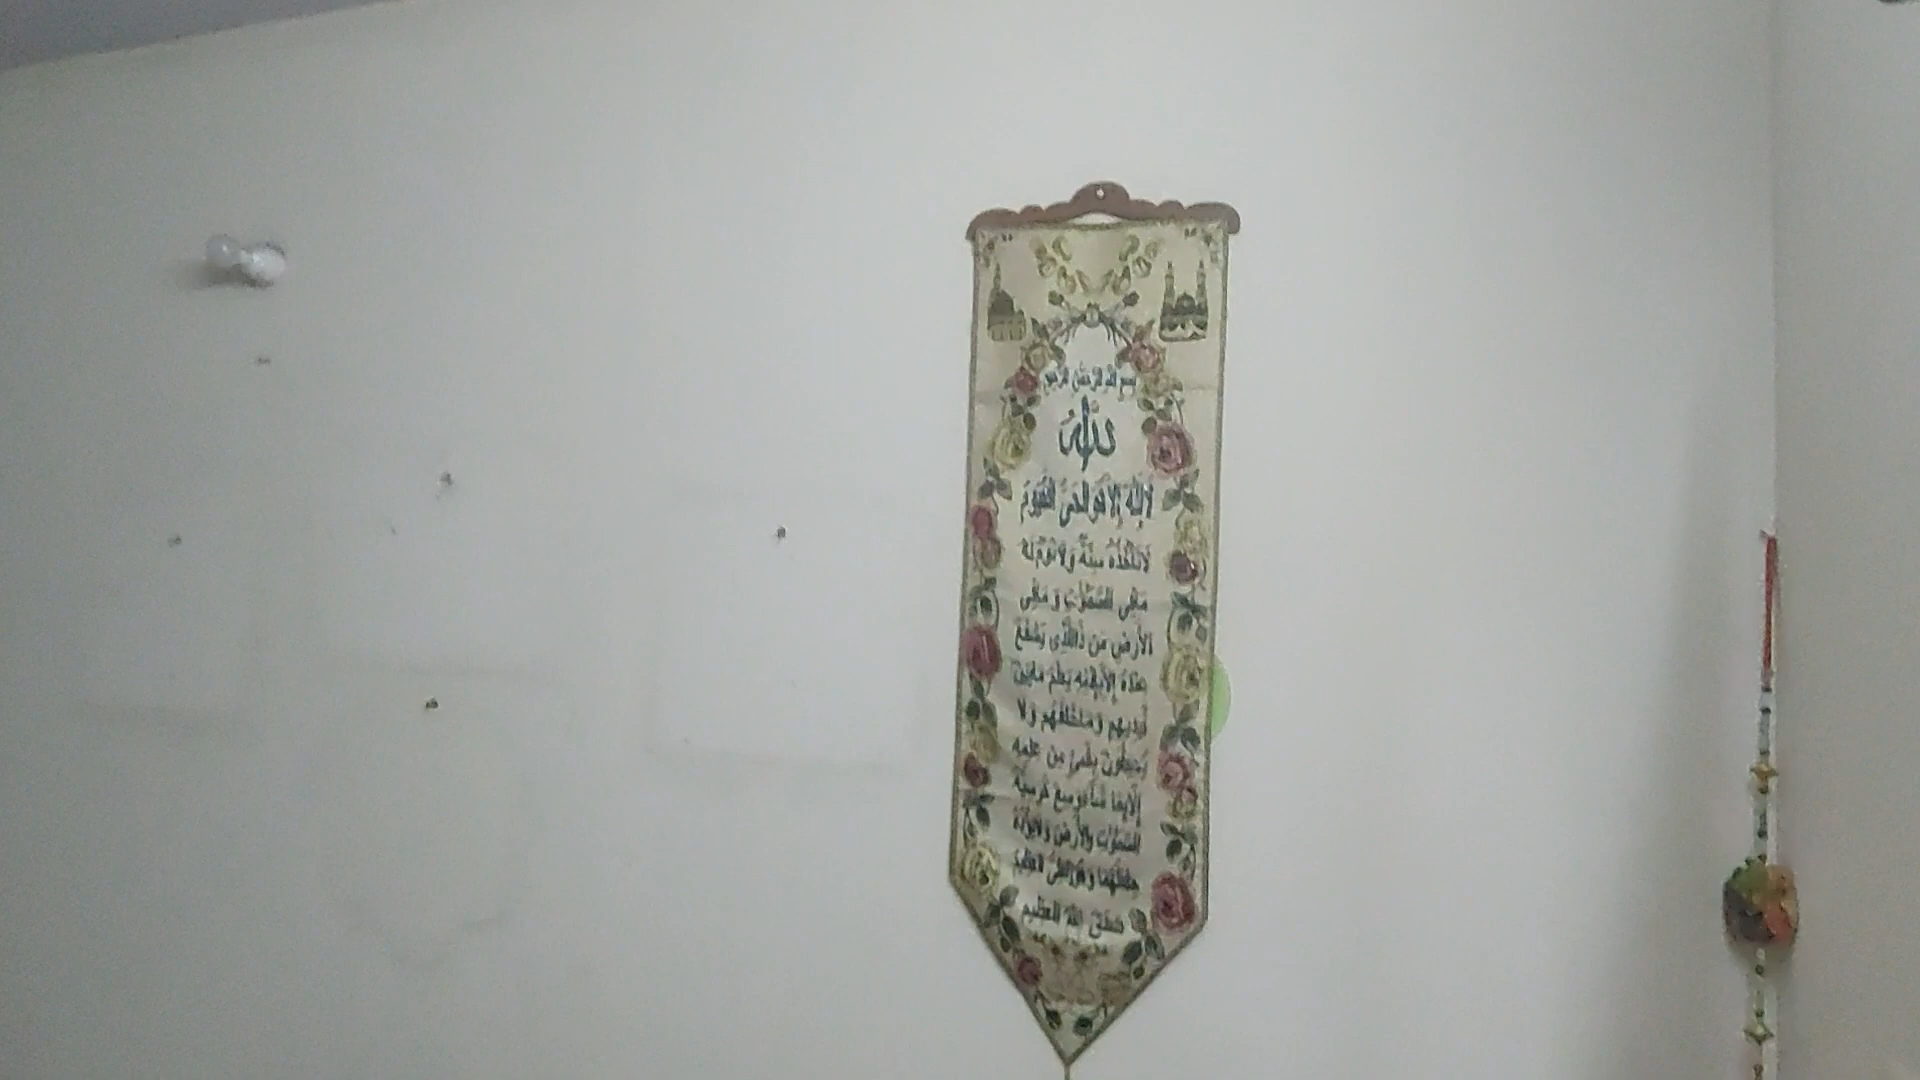 بسم الله الرحمن الرحيم
الله
لا إله إلا هو الحي القيوم
لا تأخذه سنة ولا نوم له
ما في السموات وما في
الأرض من ذا الذي يشفع
عنده إلا بإذنه يعلم ما بين
أيديهم وما خلفهم ولا
يحيطون بشيء من علمه
إلا بما شاء وسع كرسيه
السموات والأرض ولا يؤده
حفظهما وهو العلي العظيم
صدق الله العظيم